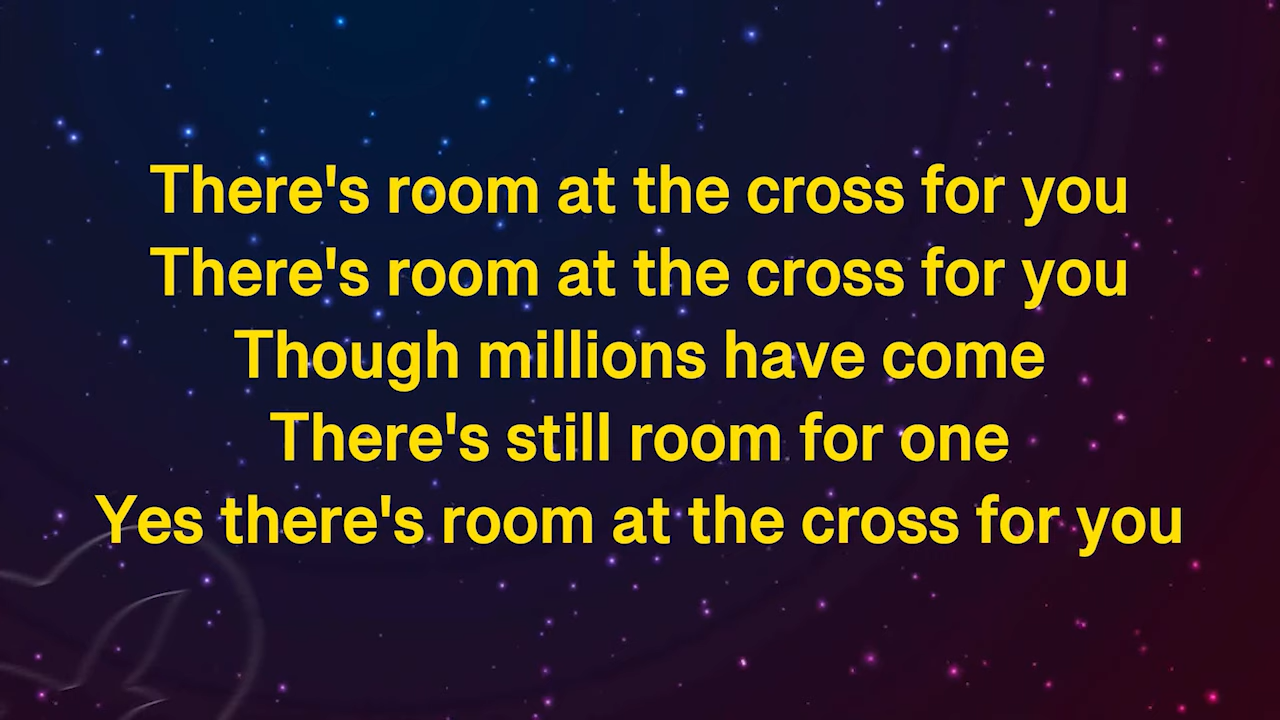 There's room at the cross for you
There's room at the cross for you
Though millions have come
There's still room for one
Yes there's room at the cross for you